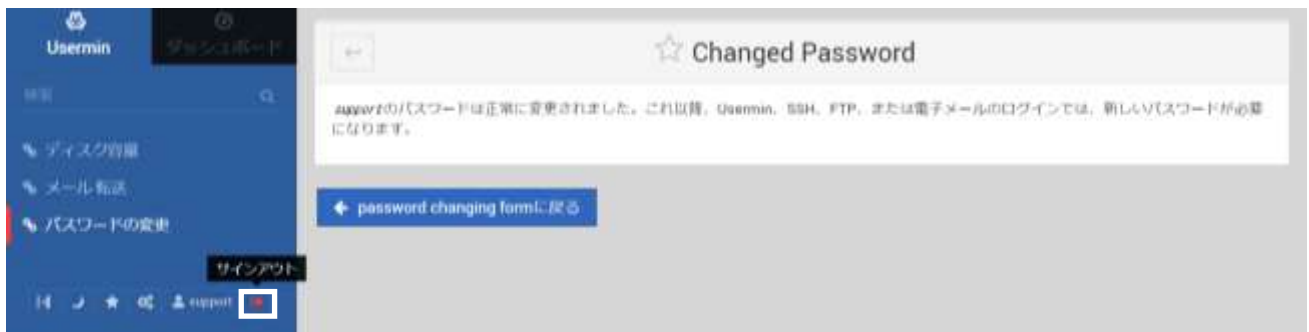 Usermin
ダッシュボード
検索
ディスク容量
メール転送
パスワードの変更
サインアウト
support
Changed Password
supportのパスワードは正常に変更されました。これ以降、Usermin、SSH、FTP、または電子メールのログインでは、新しいパスワードが必要
になります。
password changing formに戻る